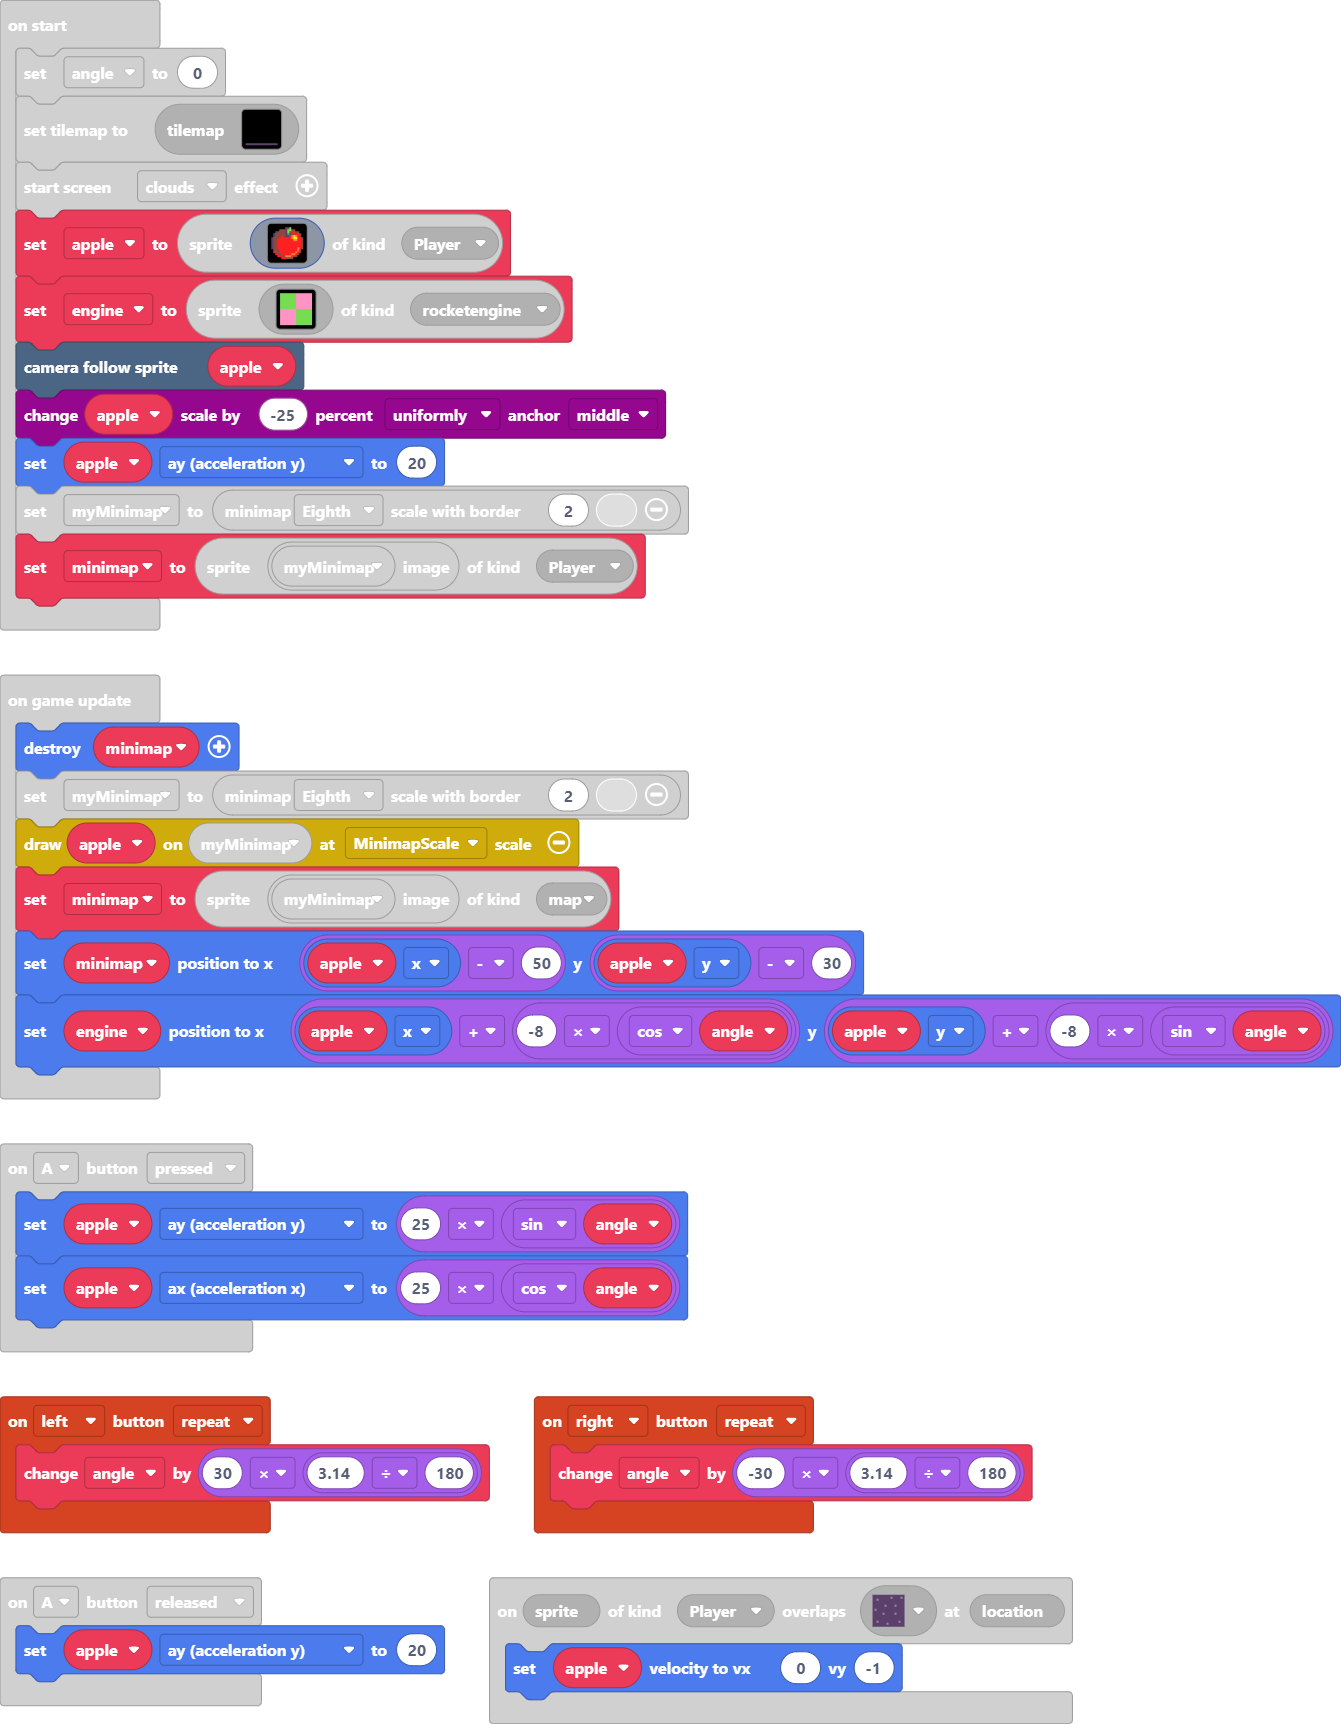 on start
set angle to 0
set tilemap to tilemap
start screen clouds effect
set apple to sprite of kind Player
set engine to sprite of kind rocketengine
camera follow sprite apple
change apple scale by -25 percent uniformly anchor middle
set apple ay (acceleration y) to 20
set myMinimap to minimap Eighth scale with border 2
set minimap to sprite myMinimap image of kind Player
on game update
destroy minimap
set myMinimap to minimap Eighth scale with border 2
draw apple on myMinimap at MinimapScale scale
set minimap to sprite myMinimap image of kind map
set minimap position to x apple x - 50 y apple y - 30
set engine position to x apple x + -8 × cos angle y apple y + -8 × sin angle
on A button pressed
set apple ay (acceleration y) to 25 × sin angle
set apple ax (acceleration x) to 25 × cos angle
on left button repeat
change angle by 30 × 3.14 ÷ 180
on right button repeat
change angle by -30 × 3.14 ÷ 180
on A button released
set apple ay (acceleration y) to 20
on sprite of kind Player overlaps at location
set apple velocity to vx 0 vy -1